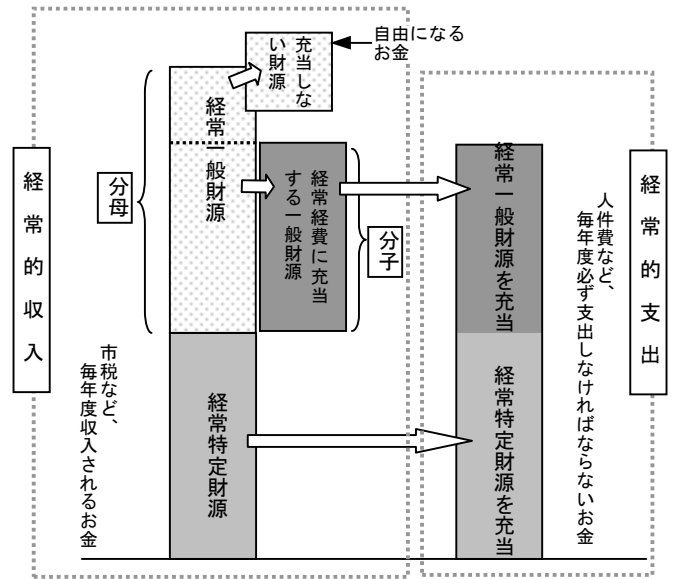 自由になる
お金
充当しな
い財源
経常一般財源
経常経費に充当
する一般財源
分母
分子
経常的収入
市税など、
毎年度収入されるお金
経常特定財源
経常一般財源を充当
経常特定財源を充当
人件費など、
毎年度必ず支出しなければならないお金
経常的支出